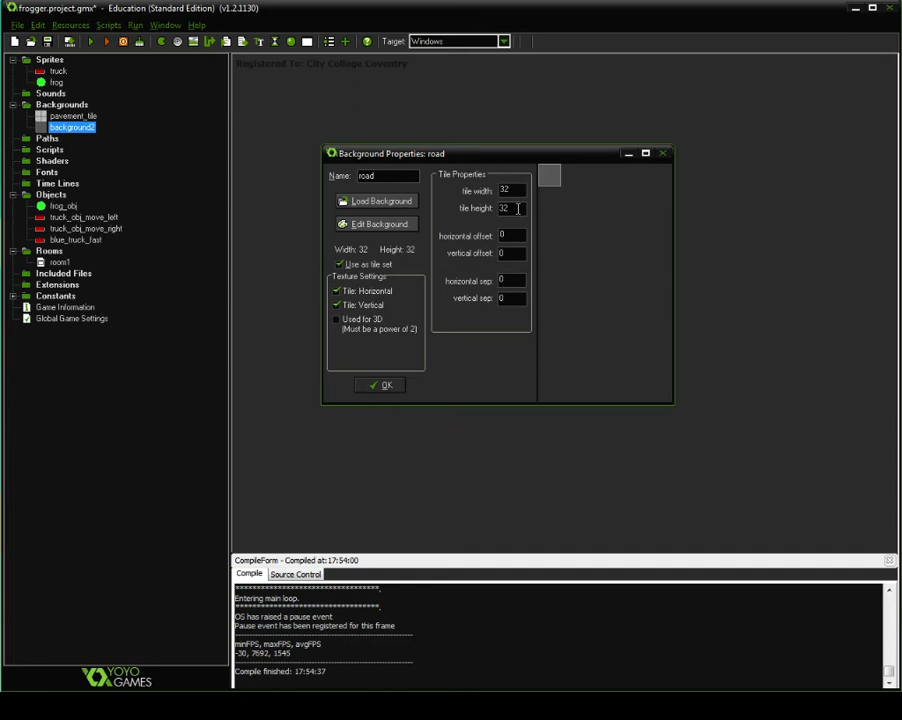 frogger.project.gmx* - Education (Standard Edition) (v1.2.1130)
File Edit Resources Scripts Run Window Help
Target: Windows
Sprites
truck
frog
Sounds
Backgrounds
pavement_tile
background2
Paths
Scripts
Shaders
Fonts
Time Lines
Objects
frog_obj
truck_obj_move_left
truck_obj_move_right
blue_truck_fast
Rooms
room1
Included Files
Extensions
Constants
Game Information
Global Game Settings
YOYO
GAMES
Registered To: City College Coventry
Background Properties: road
Name: road
Load Background
Edit Background
Width: 32 Height: 32
Use as tile set
Texture Settings
Tile: Horizontal
Tile: Vertical
Used for 3D
(Must be a power of 2)
OK
Tile Properties
tile width: 32
tile height: 32
horizontal offset: 0
vertical offset: 0
horizontal sep: 0
vertical sep: 0
CompileForm - Compiled at:17:54:00
Compile Source Control
Entering main loop.
OS has raised a pause event
Pause event has been registered for this frame
minFPS, maxFPS, avgFPS
-30, 7692, 1545
Compile finished: 17:54:37